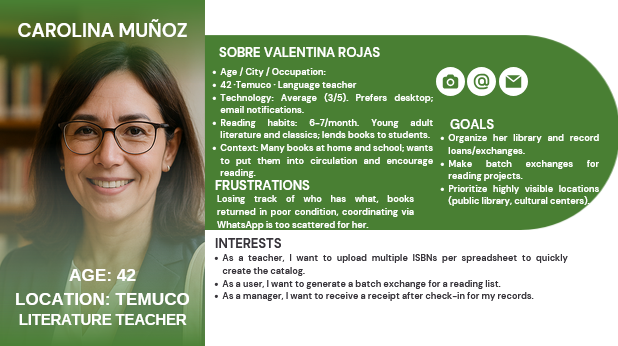 CAROLINA MUÑOZ
AGE: 42
LOCATION: TEMUCO
LITERATURE TEACHER
SOBRE VALENTINA ROJAS
• Age / City / Occupation:
• 42 · Temuco · Language teacher
• Technology: Average (3/5). Prefers desktop;
email notifications.
• Reading habits: 6–7/month. Young adult
literature and classics; lends books to students.
• Context: Many books at home and school; wants
to put them into circulation and encourage
reading.
FRUSTRATIONS
Losing track of who has what, books
returned in poor condition, coordinating via
WhatsApp is too scattered for her.
GOALS
• Organize her library and record
loans/exchanges.
• Make batch exchanges for
reading projects.
• Prioritize highly visible locations
(public library, cultural centers).
INTERESTS
• As a teacher, I want to upload multiple ISBNs per spreadsheet to quickly
create the catalog.
• As a user, I want to generate a batch exchange for a reading list.
• As a manager, I want to receive a receipt after check-in for my records.